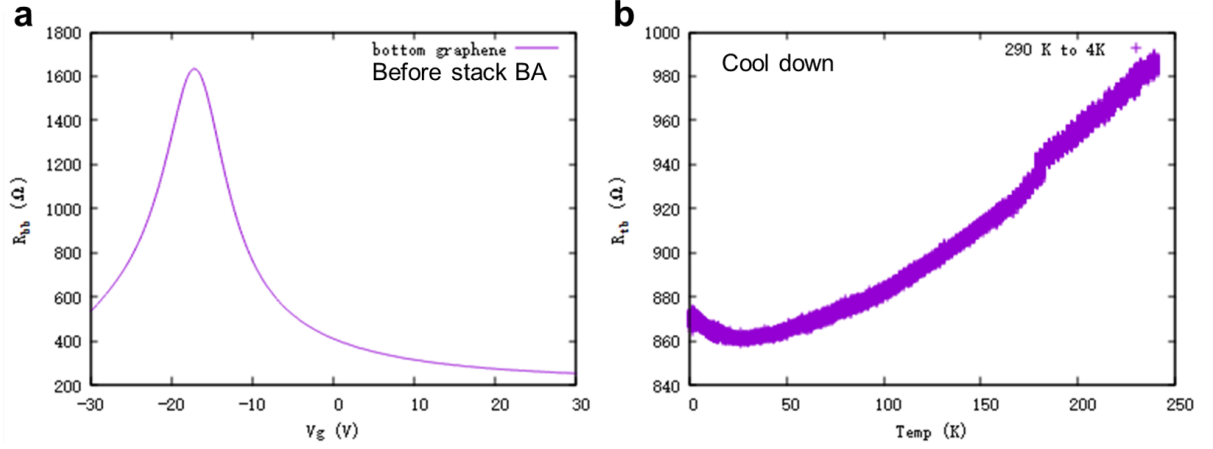 a
1800
1600
1400
1200
1000
800
600
400
200
R_bb (Ω)
bottom graphene
Before stack BA
-30 -20 -10 0 10 20 30
Vg (V)
b
1000
980
960
940
920
900
880
860
840
R_tb (Ω)
290 K to 4K
Cool down
0 50 100 150 200 250
Temp (K)